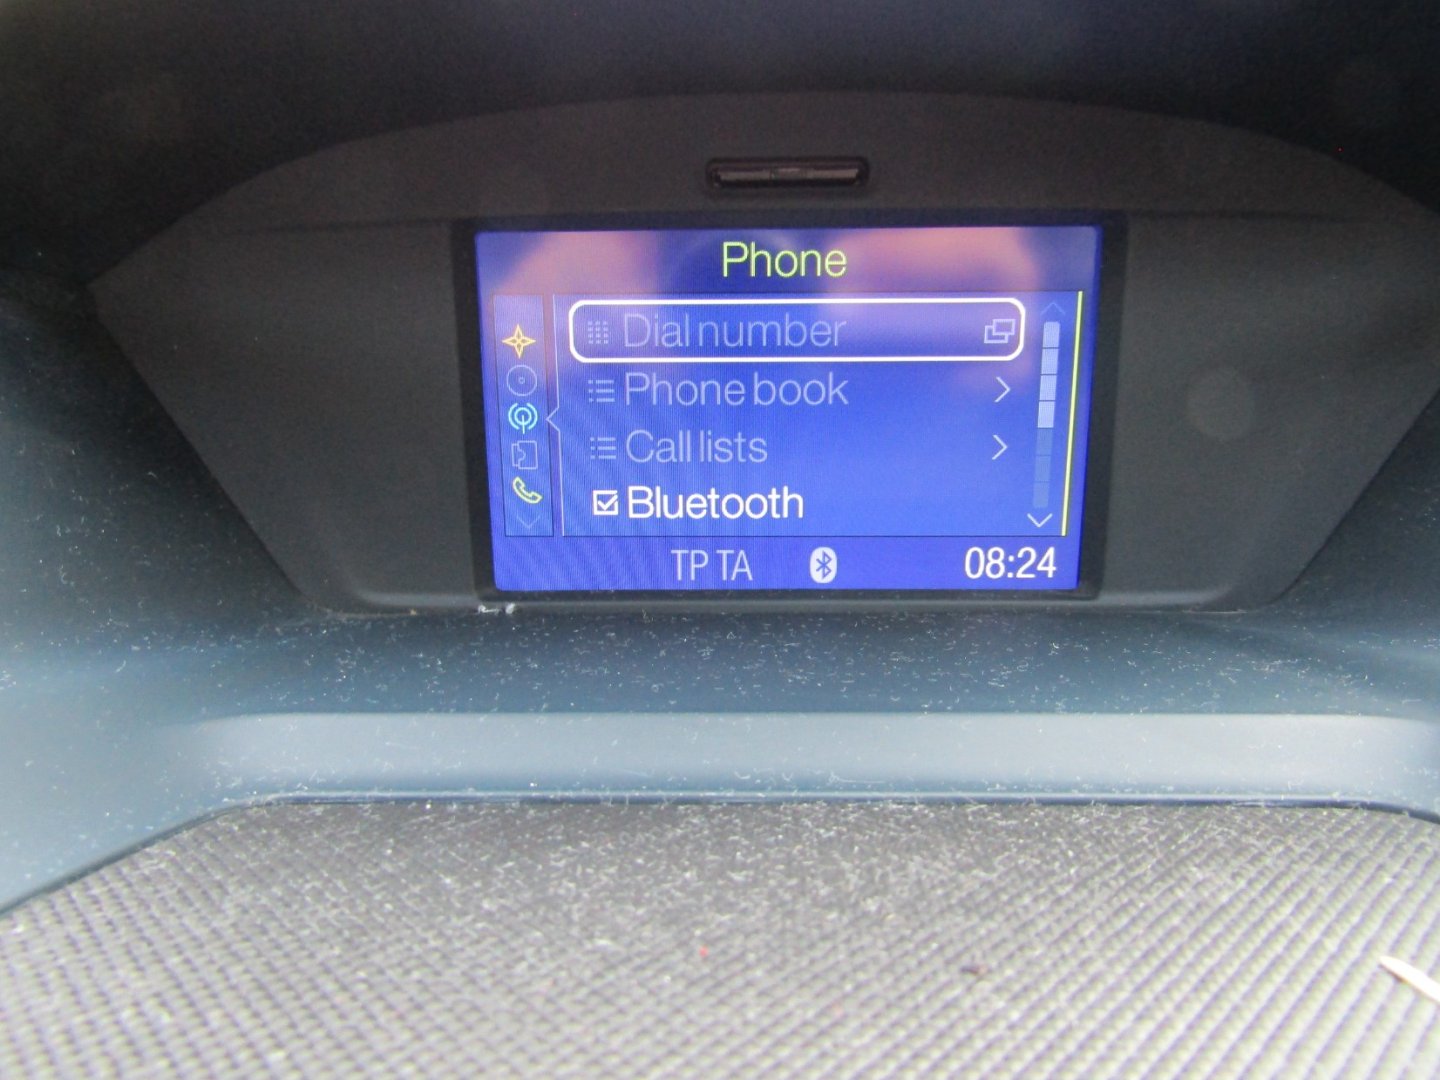 Phone
Dial number
Phone book
Call lists
Bluetooth
TP TA 08:24